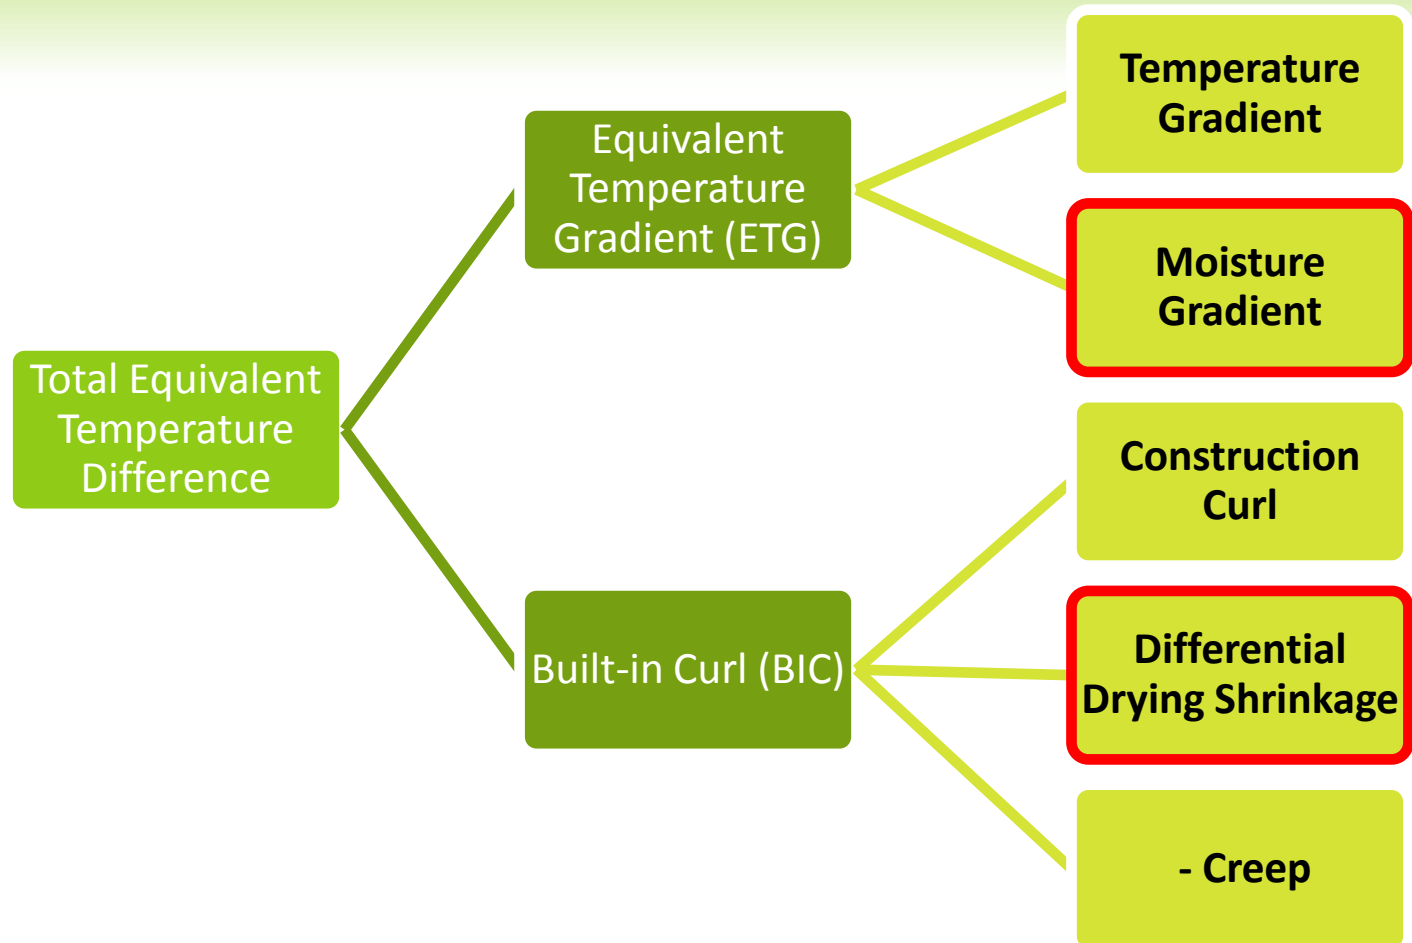 Temperature
Gradient
Equivalent
Temperature
Gradient (ETG)
Moisture
Gradient
Total Equivalent
Temperature
Difference
Construction
Curl
Built-in Curl (BIC)
Differential
Drying Shrinkage
- Creep